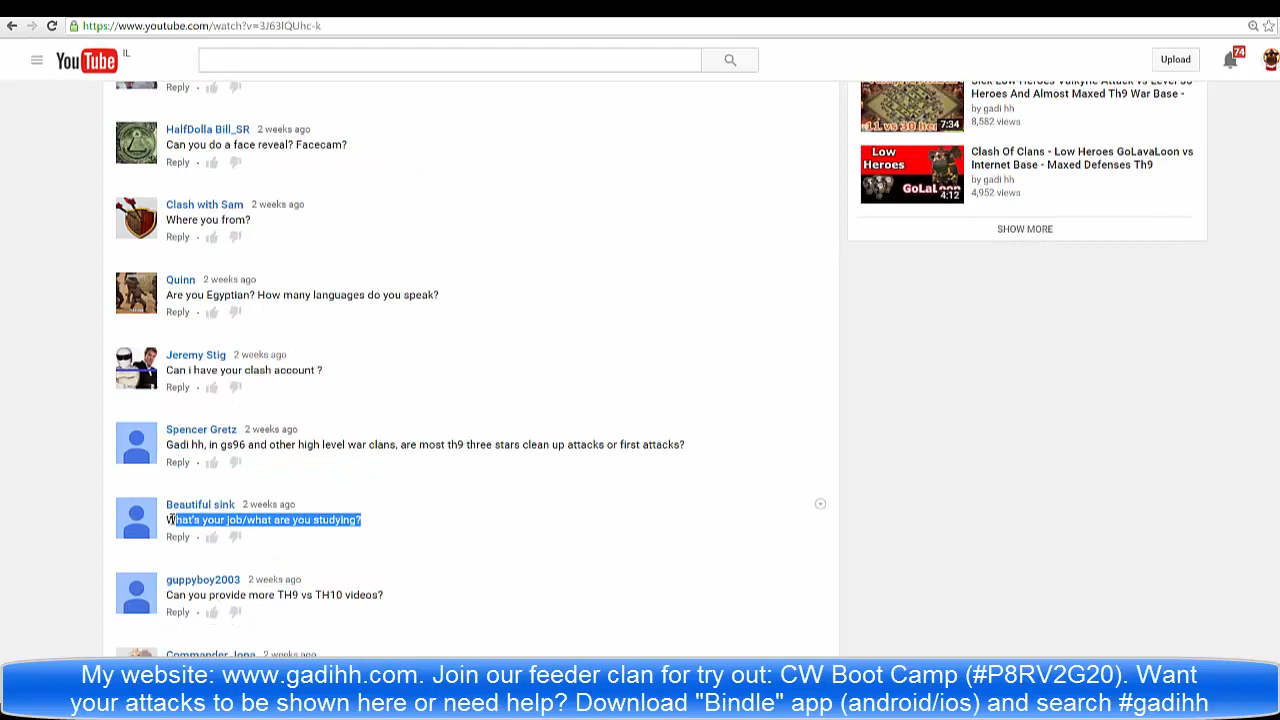 https://www.youtube.com/watch?v=3J63lQUhc-k
YouTube IL
Upload
74
Reply ·
HalfDolla Bill_SR 2 weeks ago
Can you do a face reveal? Facecam?
Reply ·
Clash with Sam 2 weeks ago
Where you from?
Reply ·
Quinn 2 weeks ago
Are you Egyptian? How many languages do you speak?
Reply ·
Jeremy Stig 2 weeks ago
Can i have your clash account ?
Reply ·
Spencer Gretz 2 weeks ago
Gadi hh, in gs96 and other high level war clans, are most th9 three stars clean up attacks or first attacks?
Reply ·
Beautiful sink 2 weeks ago
What's your job/what are you studying?
Reply ·
guppyboy2003 2 weeks ago
Can you provide more TH9 vs TH10 videos?
Reply ·
Commander Jona 2 weeks ago
Sick Low Heroes Valkyrie Attack vs Level 30
Heroes And Almost Maxed Th9 War Base -
by gadi hh
8,582 views
11 vs 30 her
7:34
Clash Of Clans - Low Heroes GoLavaLoon vs
Internet Base - Maxed Defenses Th9
by gadi hh
4,952 views
Low
Heroes
GoLaLoon
4:12
SHOW MORE
My website: www.gadihh.com. Join our feeder clan for try out: CW Boot Camp (#P8RV2G20). Want
your attacks to be shown here or need help? Download "Bindle" app (android/ios) and search #gadihh